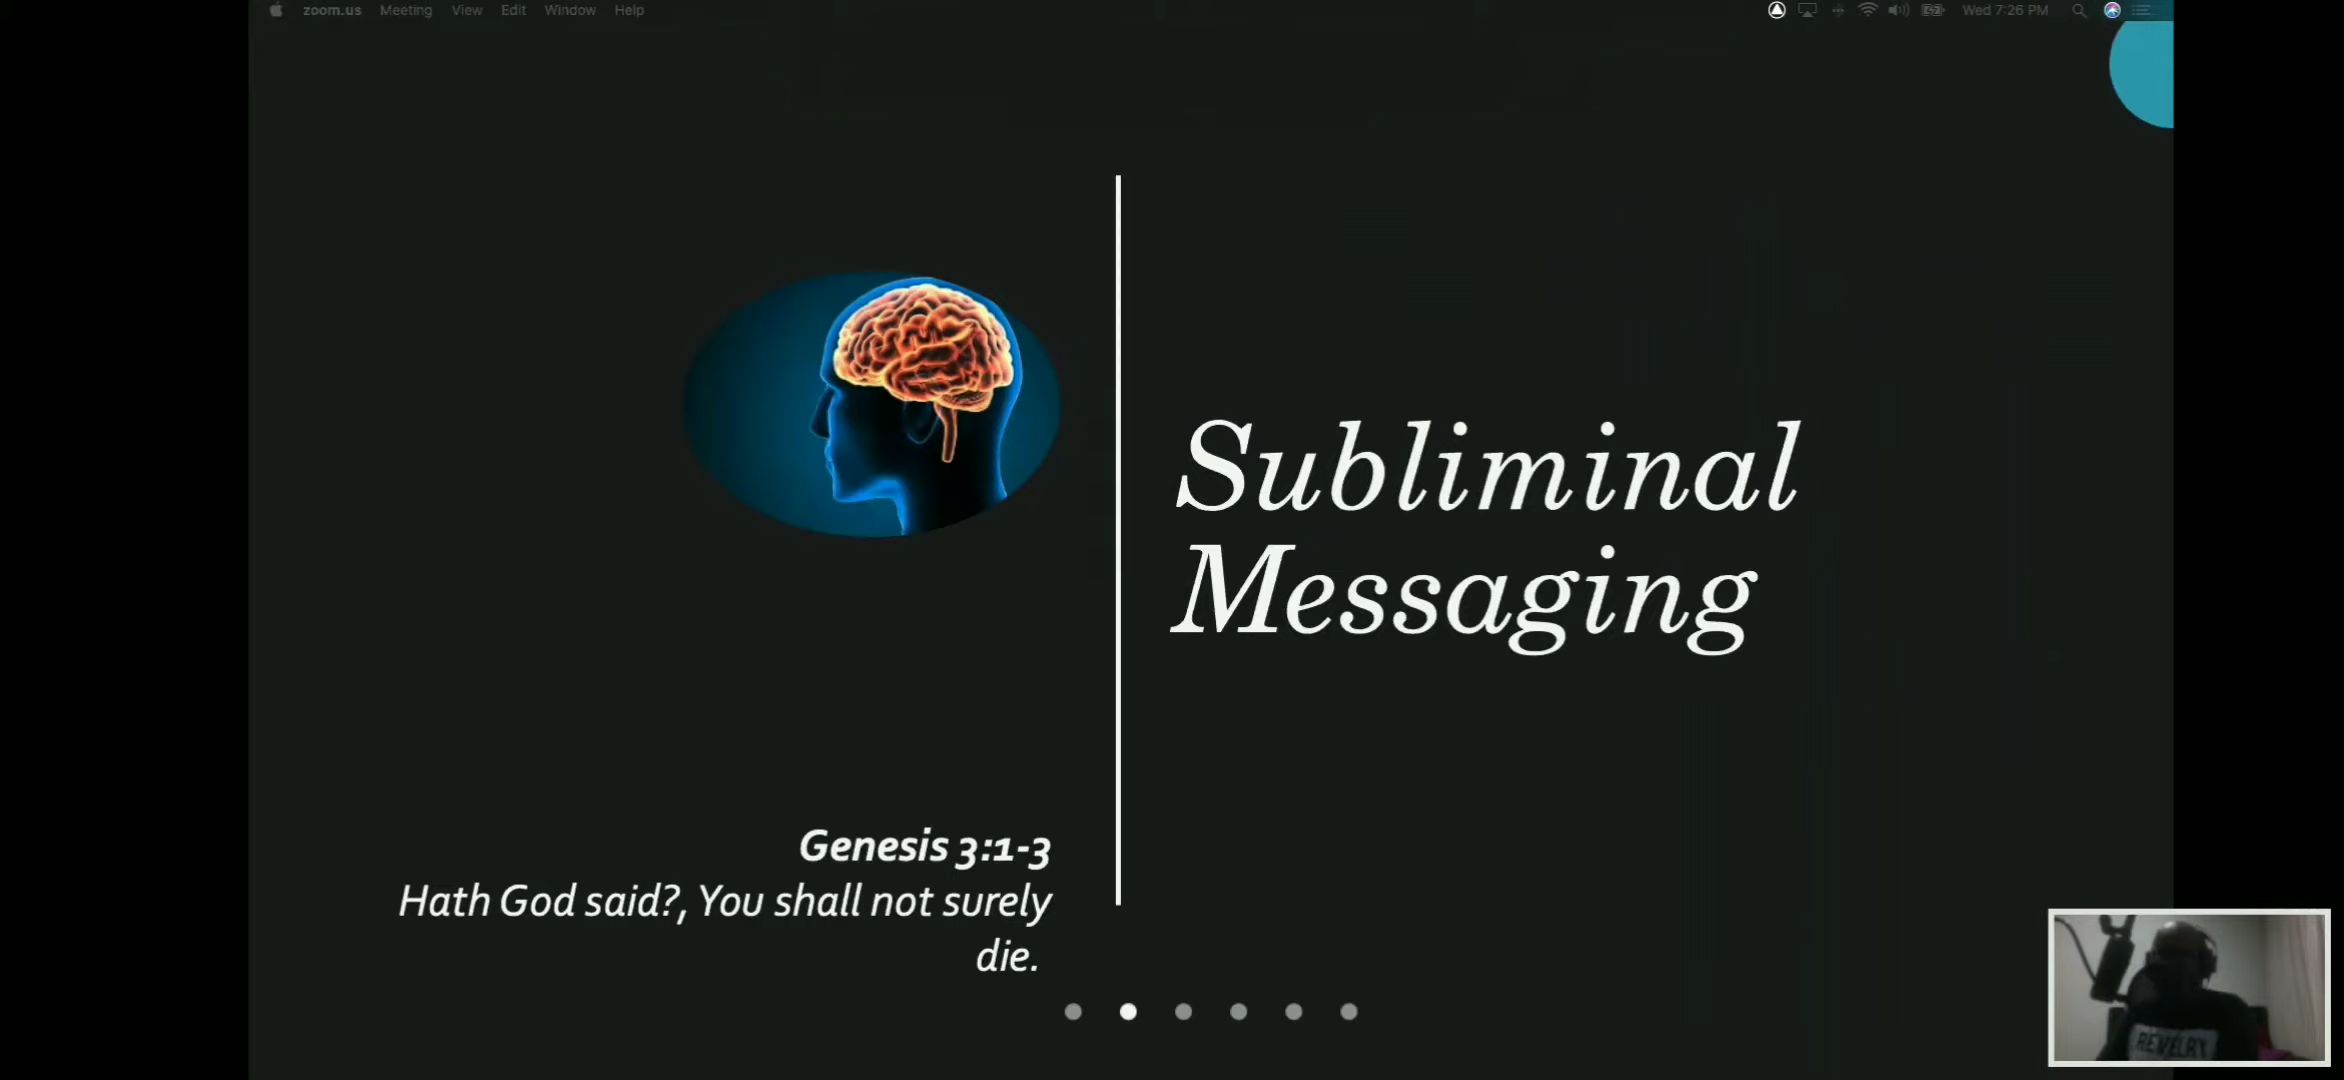 zoom.us Meeting View Edit Window Help
Wed 7:26 PM
Subliminal
Messaging
Genesis 3:1-3
Hath God said?, You shall not surely
die.
REVELRY